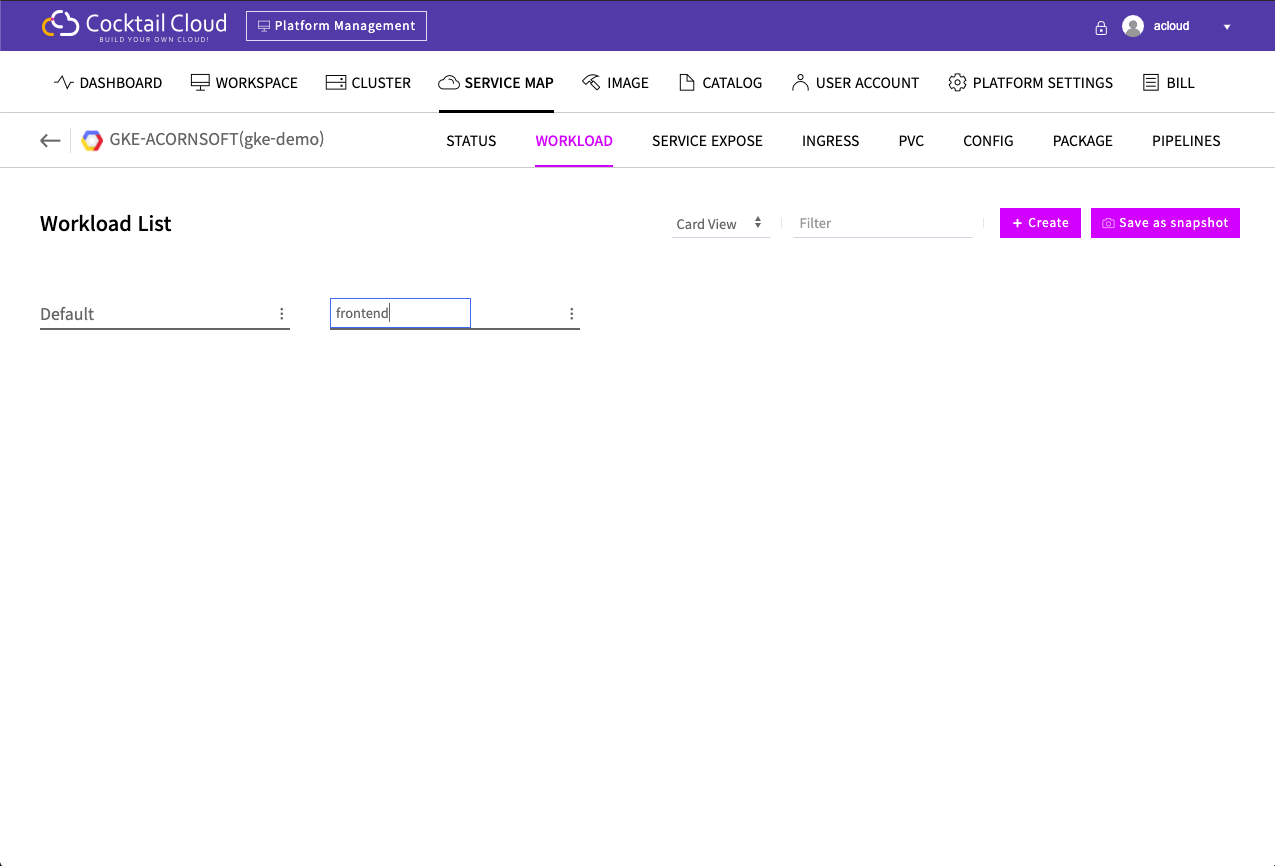 Cocktail Cloud
BUILD YOUR OWN CLOUD!
Platform Management
acloud
DASHBOARD WORKSPACE CLUSTER SERVICE MAP IMAGE CATALOG USER ACCOUNT PLATFORM SETTINGS BILL
GKE-ACORNSOFT(gke-demo) STATUS WORKLOAD SERVICE EXPOSE INGRESS PVC CONFIG PACKAGE PIPELINES
Workload List
Card View
Filter
+ Create
Save as snapshot
Default
frontend